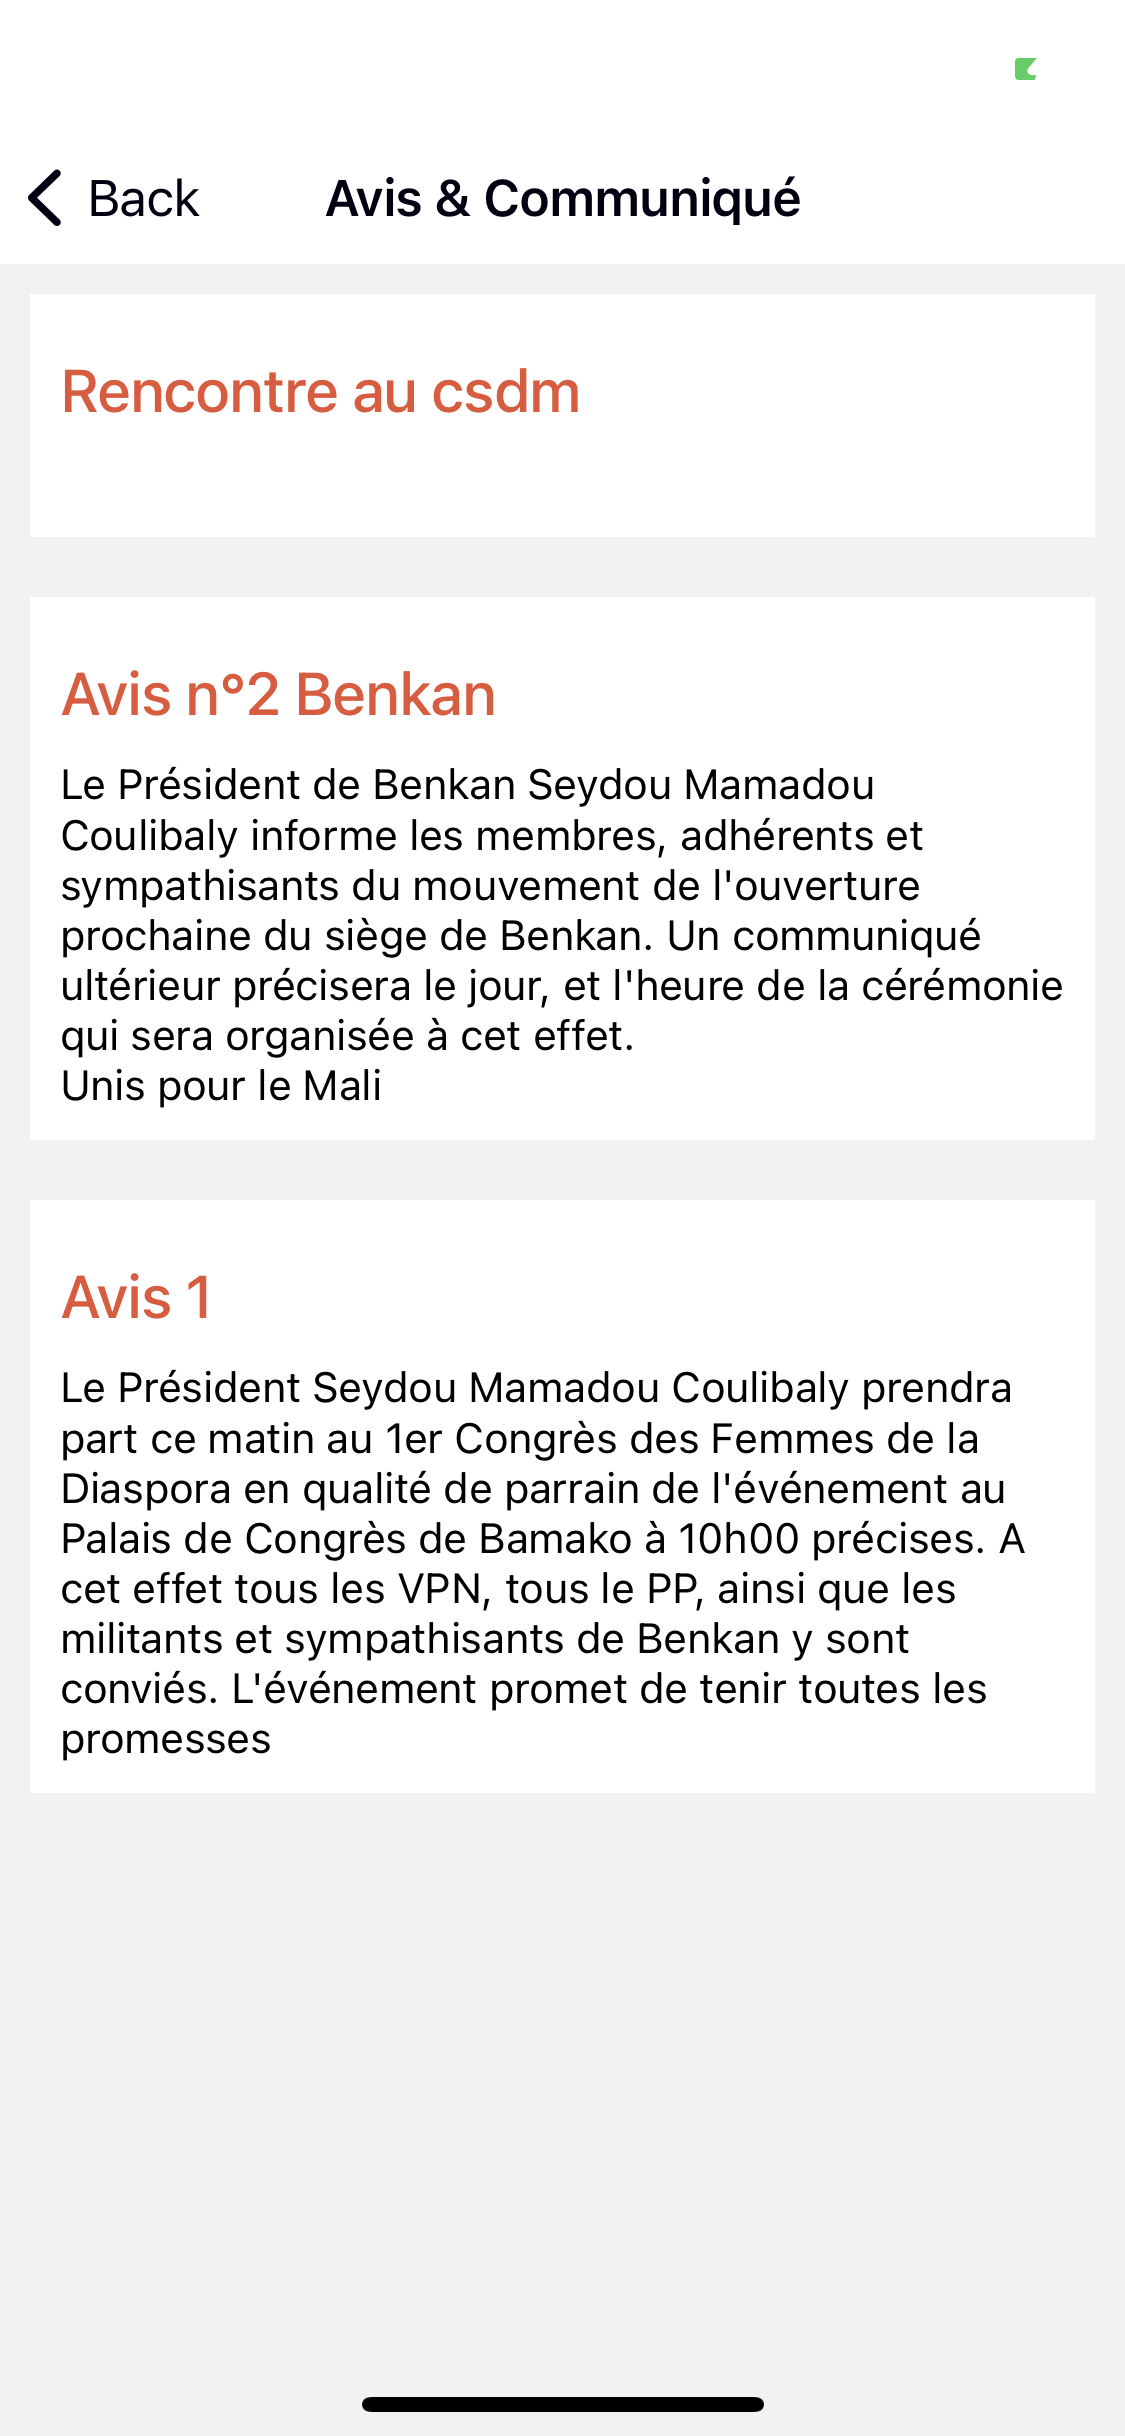 Back
Avis & Communiqué
Rencontre au csdm
Avis n°2 Benkan
Le Président de Benkan Seydou Mamadou
Coulibaly informe les membres, adhérents et
sympathisants du mouvement de l'ouverture
prochaine du siège de Benkan. Un communiqué
ultérieur précisera le jour, et l'heure de la cérémonie
qui sera organisée à cet effet.
Unis pour le Mali
Avis 1
Le Président Seydou Mamadou Coulibaly prendra
part ce matin au 1er Congrès des Femmes de la
Diaspora en qualité de parrain de l'événement au
Palais de Congrès de Bamako à 10h00 précises. A
cet effet tous les VPN, tous le PP, ainsi que les
militants et sympathisants de Benkan y sont
conviés. L'événement promet de tenir toutes les
promesses